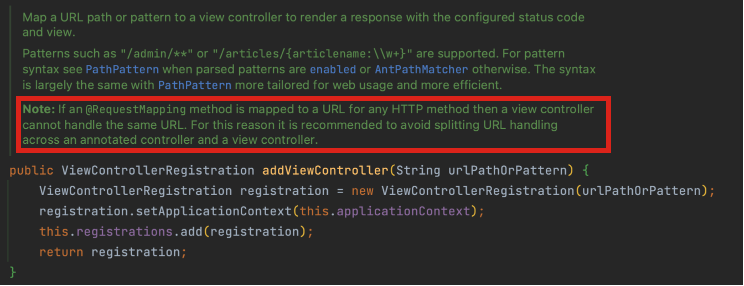 Map a URL path or pattern to a view controller to render a response with the configured status code
and view.
Patterns such as "/admin/**" or "/articles/{articlename:\\w+}" are supported. For pattern
syntax see PathPattern when parsed patterns are enabled or AntPathMatcher otherwise. The syntax
is largely the same with PathPattern more tailored for web usage and more efficient.
Note: If an @RequestMapping method is mapped to a URL for any HTTP method then a view controller
cannot handle the same URL. For this reason it is recommended to avoid splitting URL handling
across an annotated controller and a view controller.
public ViewControllerRegistration addViewController(String urlPathOrPattern) {
    ViewControllerRegistration registration = new ViewControllerRegistration(urlPathOrPattern);
    registration.setApplicationContext(this.applicationContext);
    this.registrations.add(registration);
    return registration;
}